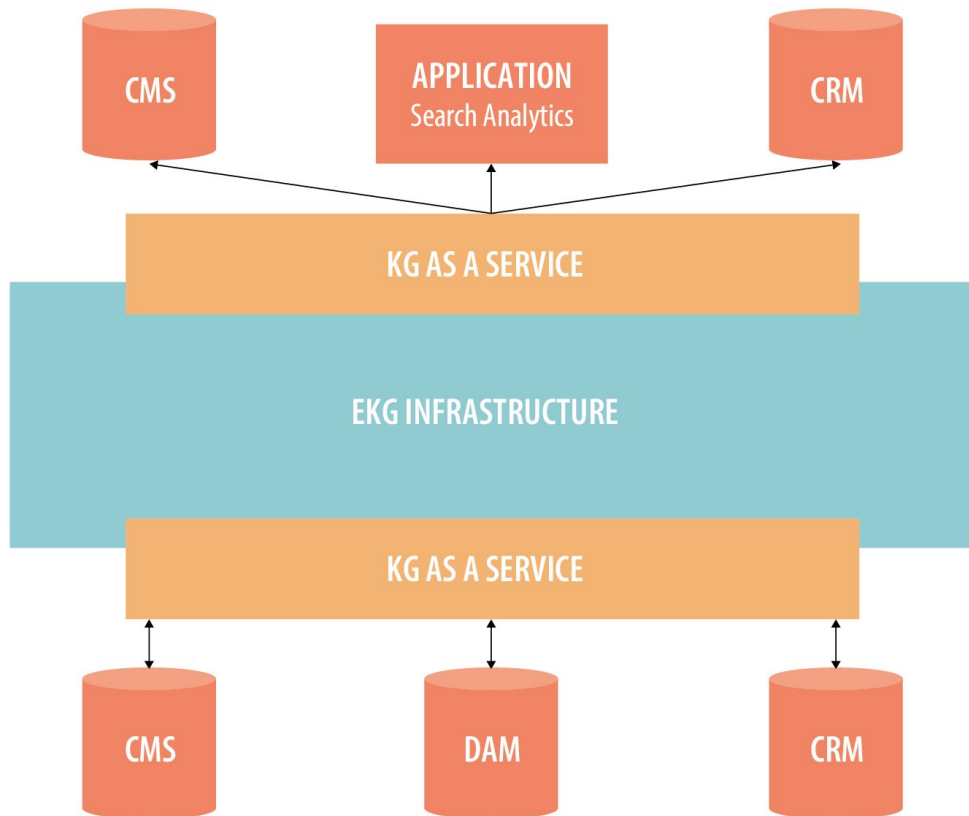 CMS
APPLICATION
Search Analytics
CRM
KG AS A SERVICE
EKG INFRASTRUCTURE
KG AS A SERVICE
CMS
DAM
CRM